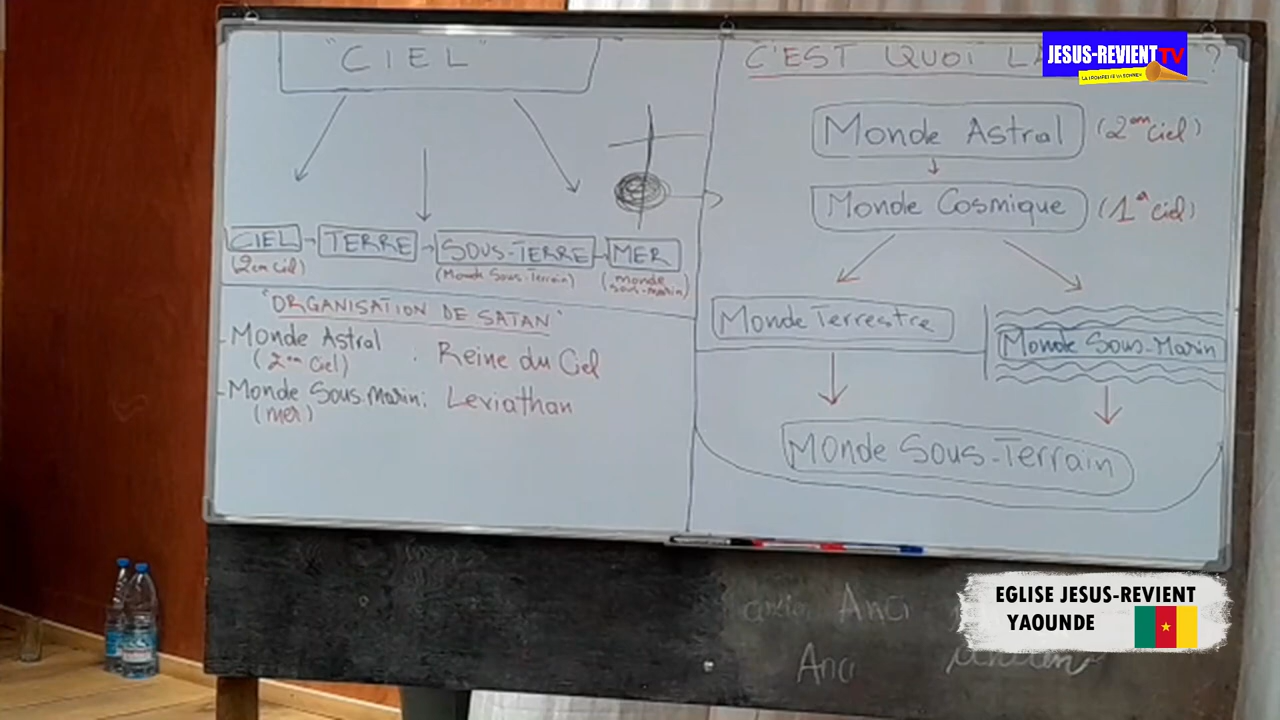 "CIEL"
CIEL
TERRE
SOUS-TERRE
MER
(2em Ciel)
(Monde Sous-Terrain)
(monde
sous-marin)
"ORGANISATION DE SATAN"
- Monde Astral : Reine du Ciel
(2em Ciel)
- Monde Sous-Marin: Leviathan
(mer)
C'EST QUOI LA ?
Monde Astral (2em Ciel)
Monde Cosmique (1er Ciel)
Monde Terrestre
Monde Sous-Marin
Monde Sous-Terrain
JESUS-REVIENT TV
EGLISE JESUS-REVIENT
YAOUNDE
Anci
Anci